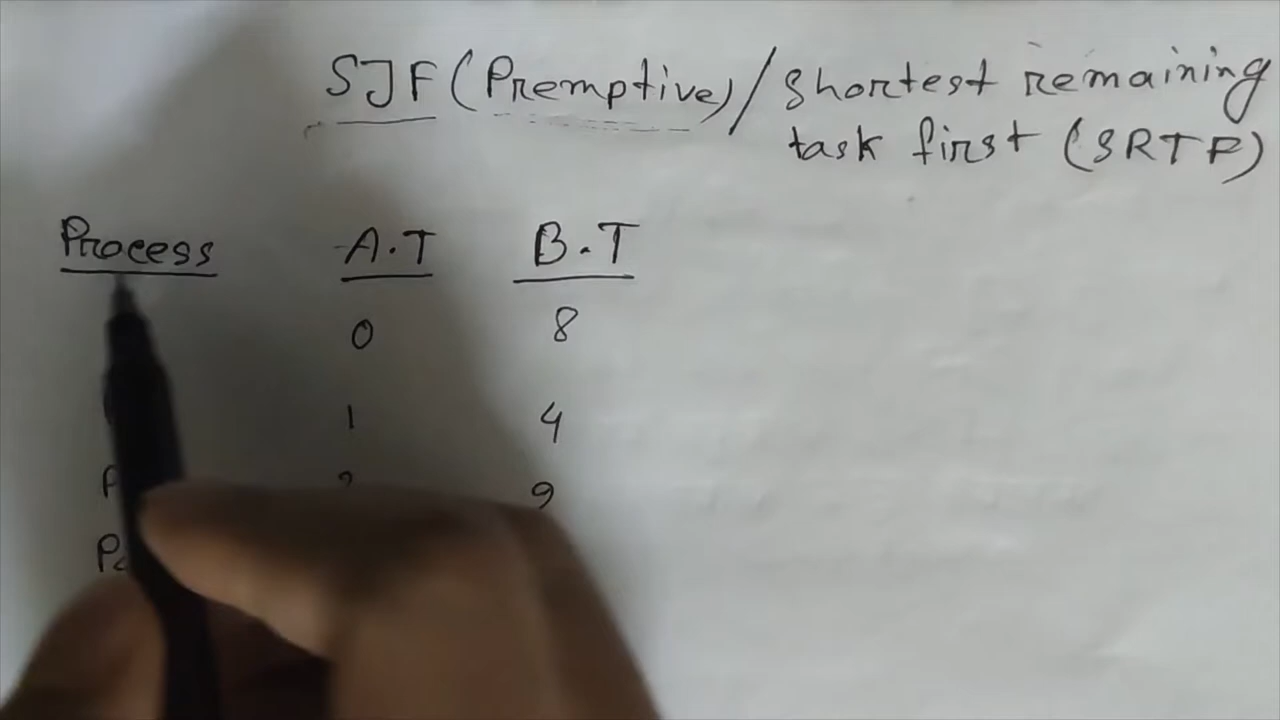 SJF (Premptive) / Shortest remaining
task first (SRTF)
Process A.T B.T
0 8
1 4
9